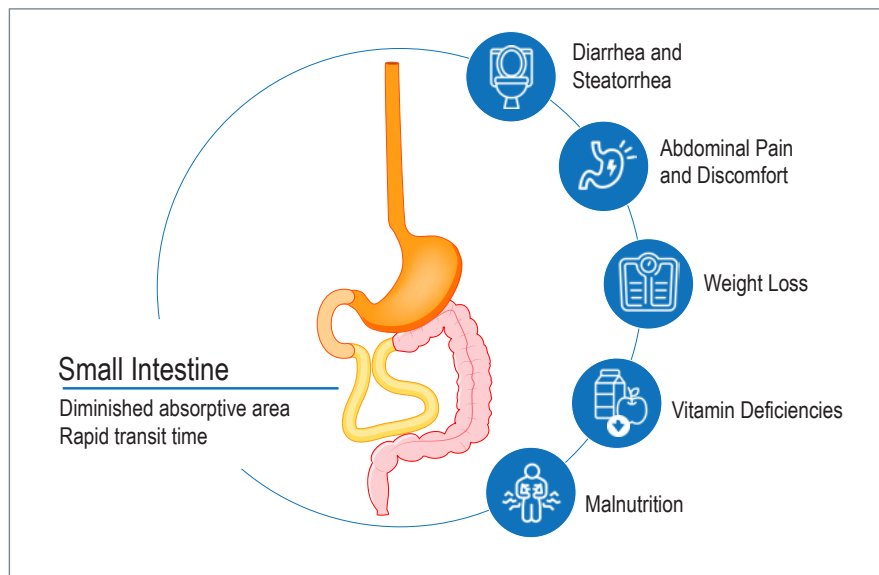 Diarrhea and
Steatorrhea
Abdominal Pain
and Discomfort
Weight Loss
Small Intestine
Diminished absorptive area
Rapid transit time
Vitamin Deficiencies
Malnutrition